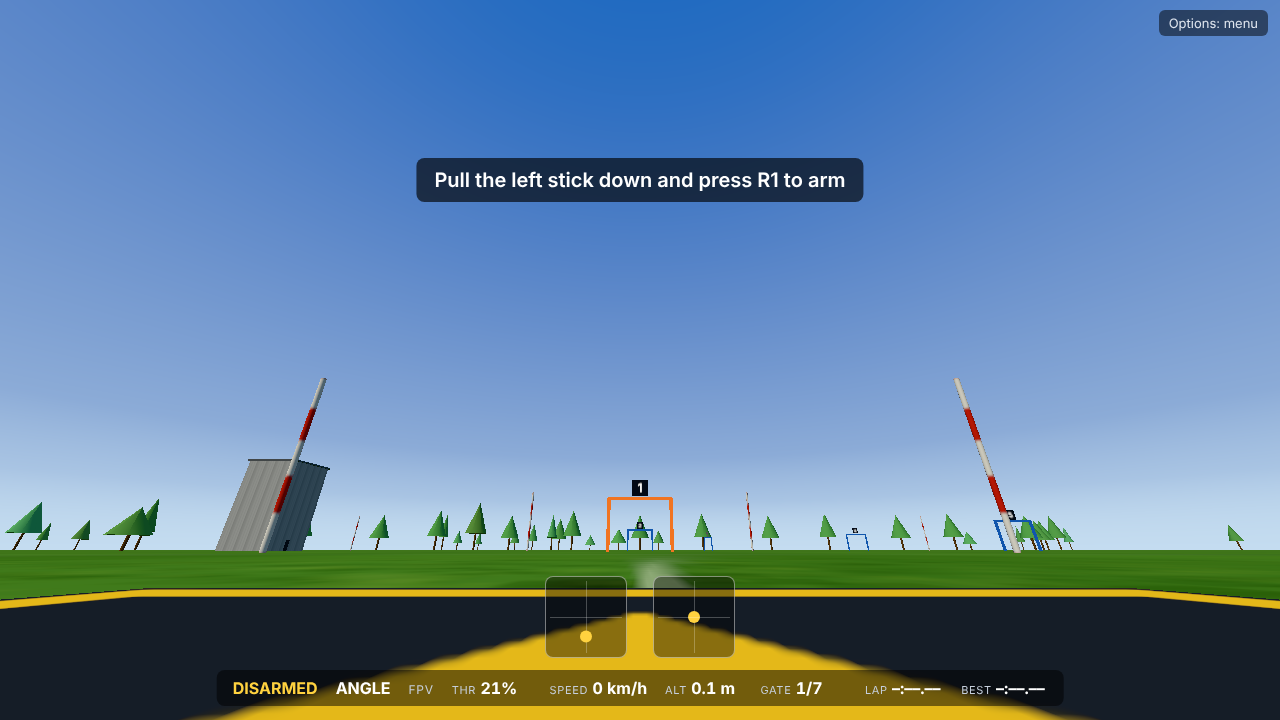 Options: menu
Pull the left stick down and press R1 to arm
1
DISARMED ANGLE FPV THR 21% SPEED 0 km/h ALT 0.1 m GATE 1/7 LAP –:––.–– BEST –:––.––